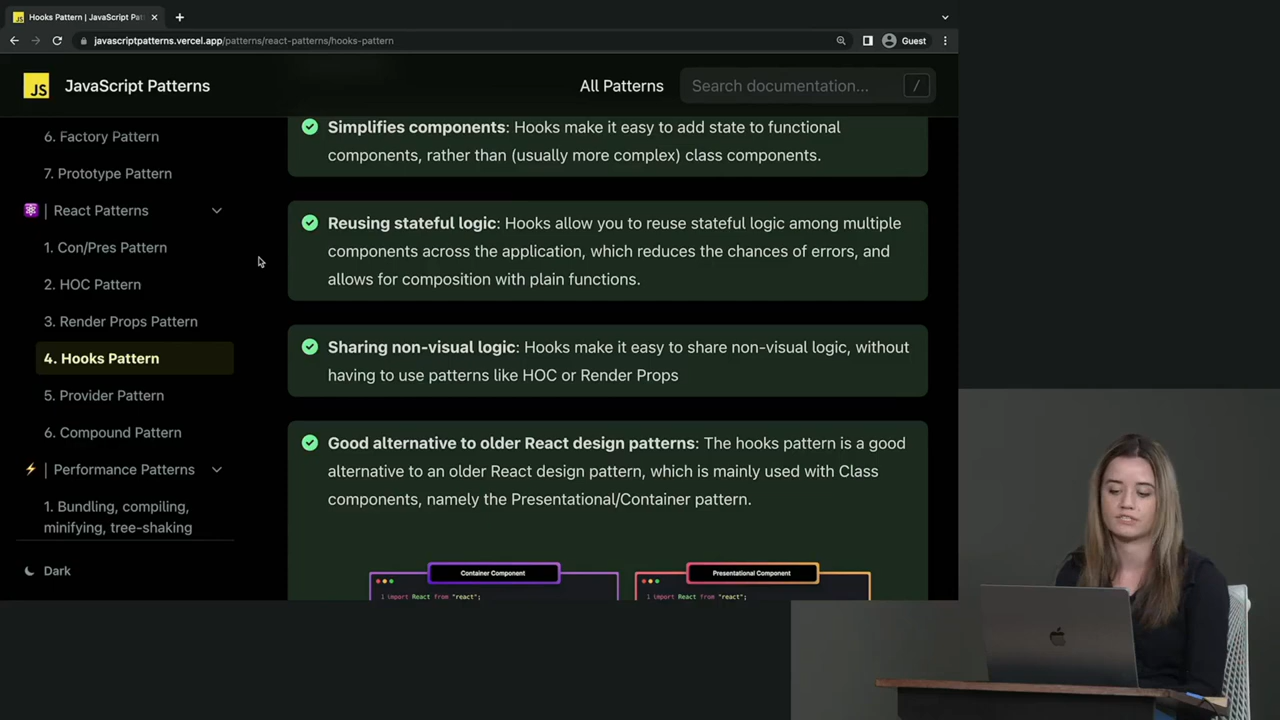 Hooks Pattern | JavaScript Pat
javascriptpatterns.vercel.app/patterns/react-patterns/hooks-pattern
Guest
JS
JavaScript Patterns
All Patterns
Search documentation...
/
6. Factory Pattern
7. Prototype Pattern
| React Patterns
1. Con/Pres Pattern
2. HOC Pattern
3. Render Props Pattern
4. Hooks Pattern
5. Provider Pattern
6. Compound Pattern
| Performance Patterns
1. Bundling, compiling,
minifying, tree-shaking
Dark
Simplifies components: Hooks make it easy to add state to functional
components, rather than (usually more complex) class components.
Reusing stateful logic: Hooks allow you to reuse stateful logic among multiple
components across the application, which reduces the chances of errors, and
allows for composition with plain functions.
Sharing non-visual logic: Hooks make it easy to share non-visual logic, without
having to use patterns like HOC or Render Props
Good alternative to older React design patterns: The hooks pattern is a good
alternative to an older React design pattern, which is mainly used with Class
components, namely the Presentational/Container pattern.
Container Component
1 import React from "react";
Presentational Component
1 import React from "react";